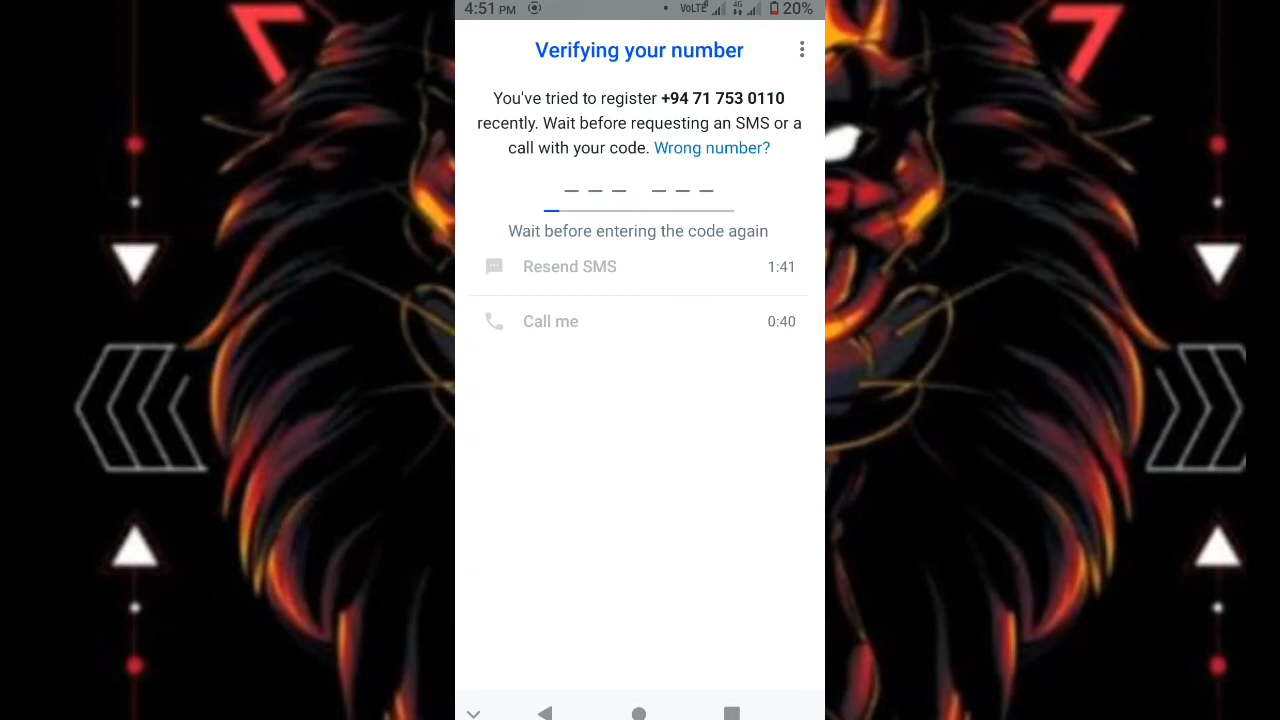 4:51 PM VoLTE 4G 20%
Verifying your number
You've tried to register +94 71 753 0110
recently. Wait before requesting an SMS or a
call with your code. Wrong number?
Wait before entering the code again
Resend SMS 1:41
Call me 0:40